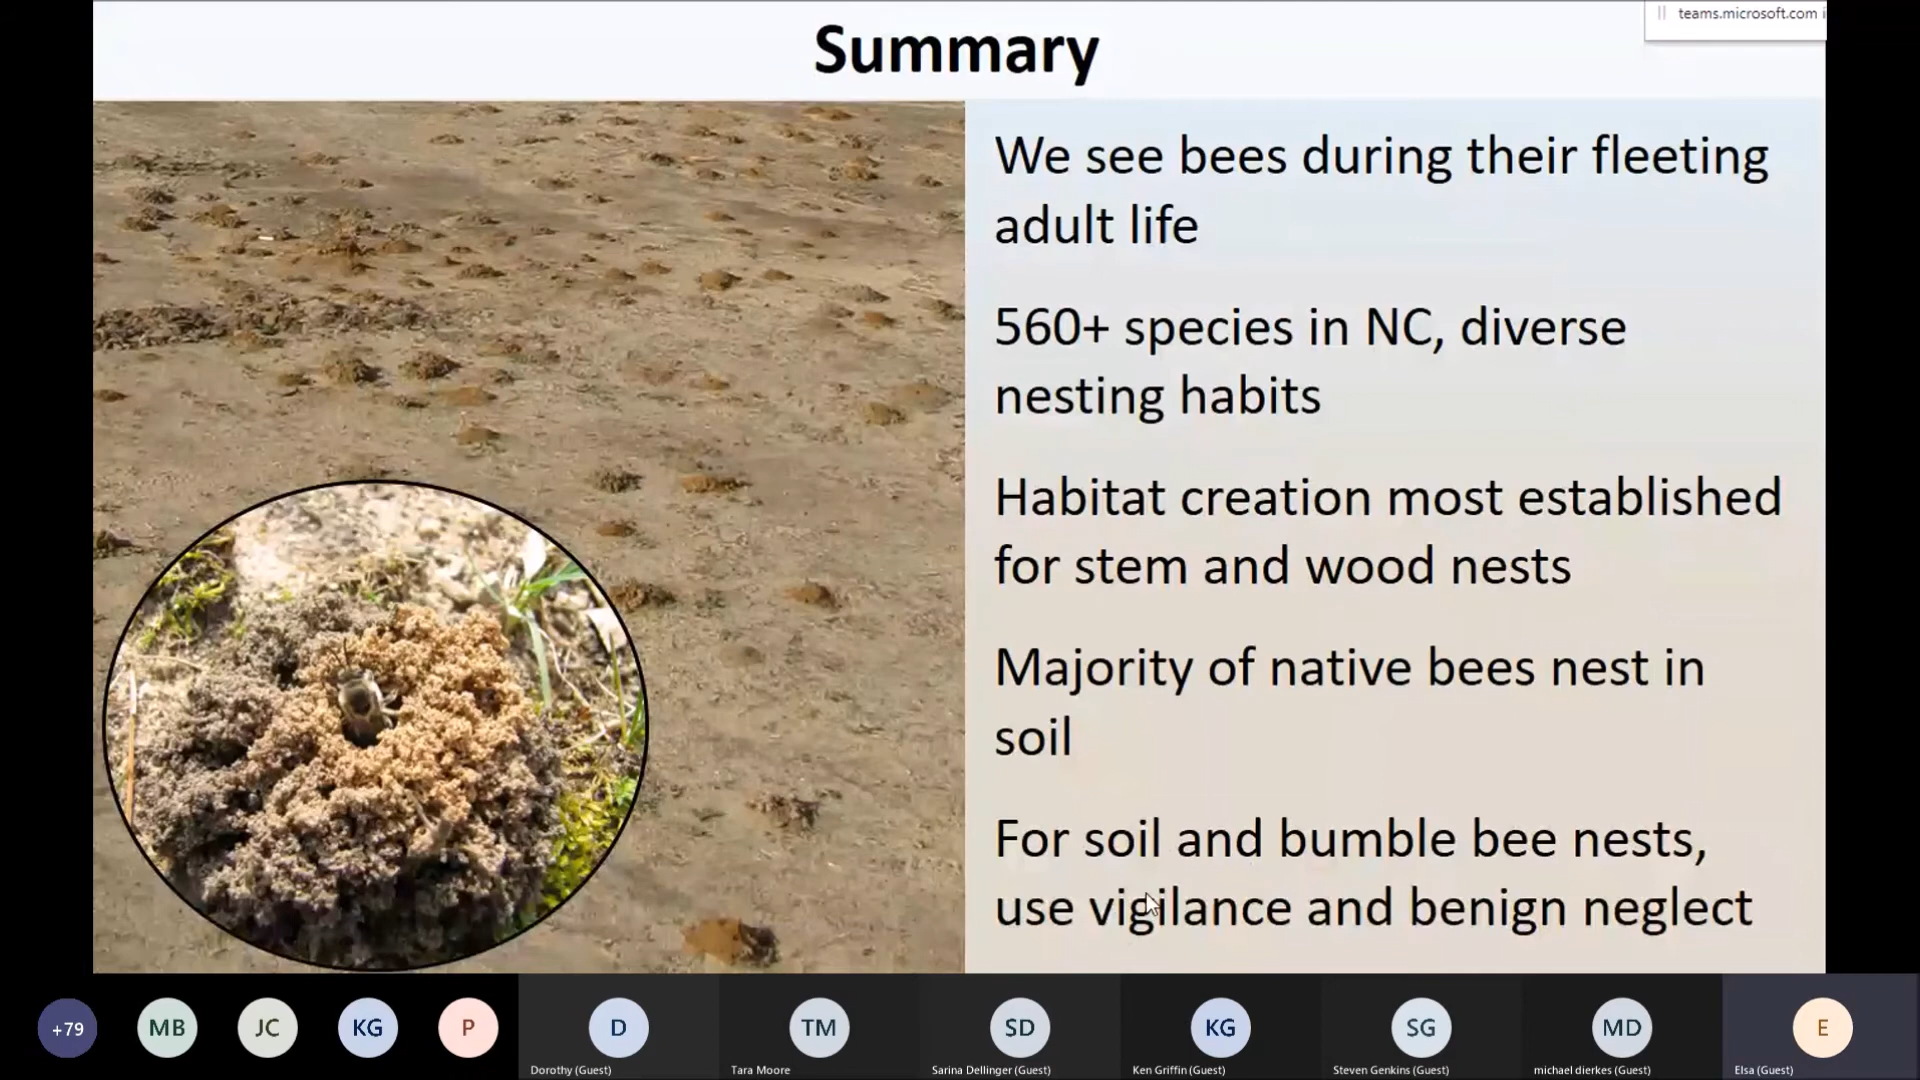 teams.microsoft.com i
Summary
We see bees during their fleeting
adult life
560+ species in NC, diverse
nesting habits
Habitat creation most established
for stem and wood nests
Majority of native bees nest in
soil
For soil and bumble bee nests,
use vigilance and benign neglect
+79
MB
JC
KG
P
D
TM
SD
KG
SG
MD
E
Dorothy (Guest)
Tara Moore
Sarina Dellinger (Guest)
Ken Griffin (Guest)
Steven Genkins (Guest)
michael dierkes (Guest)
Elsa (Guest)